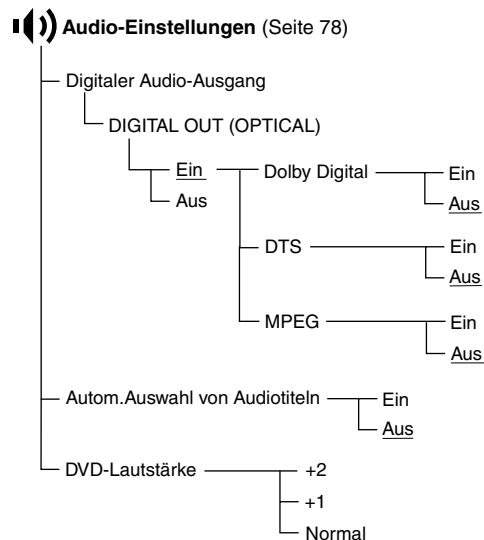 Audio-Einstellungen (Seite 78)
Digitaler Audio-Ausgang
DIGITAL OUT (OPTICAL)
Ein Dolby Digital Ein
Aus Aus
DTS Ein
Aus
MPEG Ein
Aus
Autom.Auswahl von Audiotiteln Ein
Aus
DVD-Lautstärke +2
+1
Normal